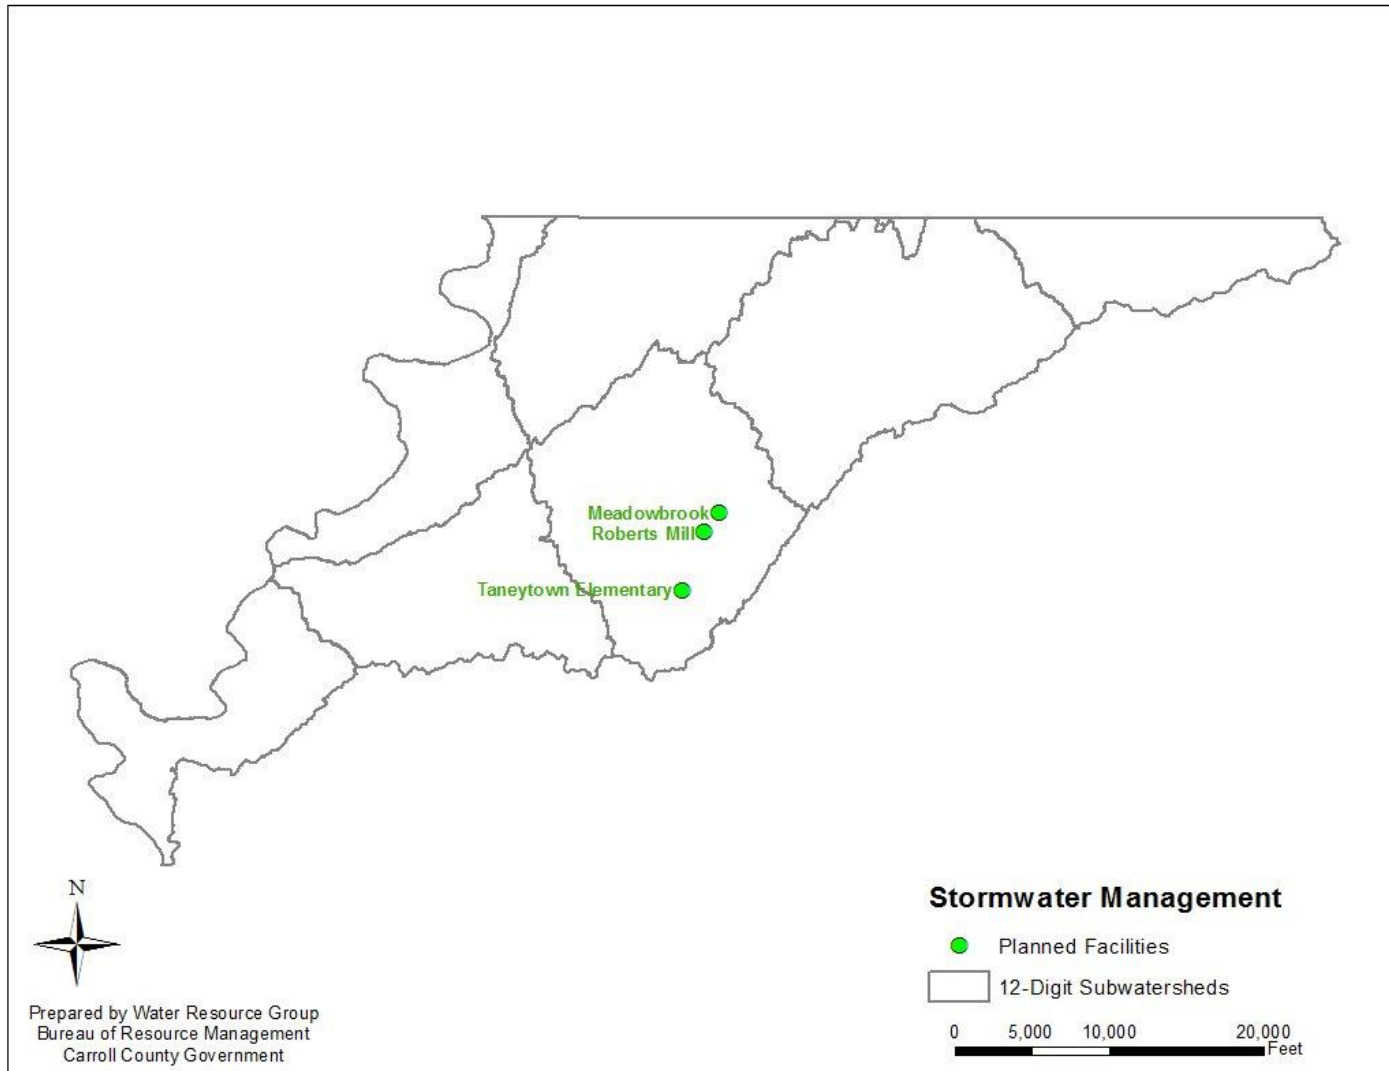 Meadowbrook
Roberts Mill
Taneytown Elementary
N
Prepared by Water Resource Group
Bureau of Resource Management
Carroll County Government
Stormwater Management
Planned Facilities
12-Digit Subwatersheds
0 5,000 10,000 20,000
Feet